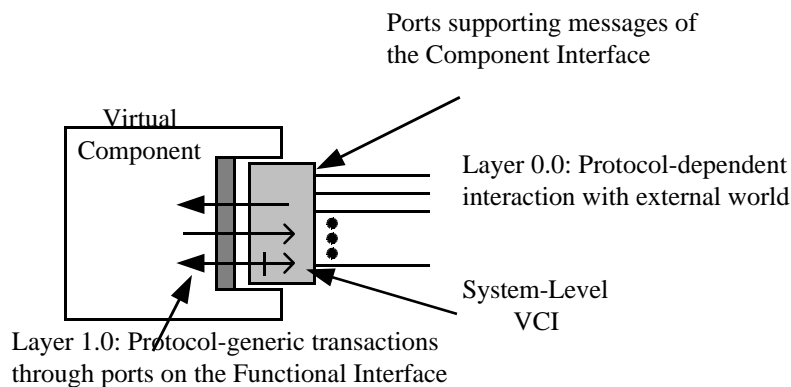 Ports supporting messages of
the Component Interface
Virtual
Component
Layer 0.0: Protocol-dependent
interaction with external world
System-Level
VCI
Layer 1.0: Protocol-generic transactions
through ports on the Functional Interface